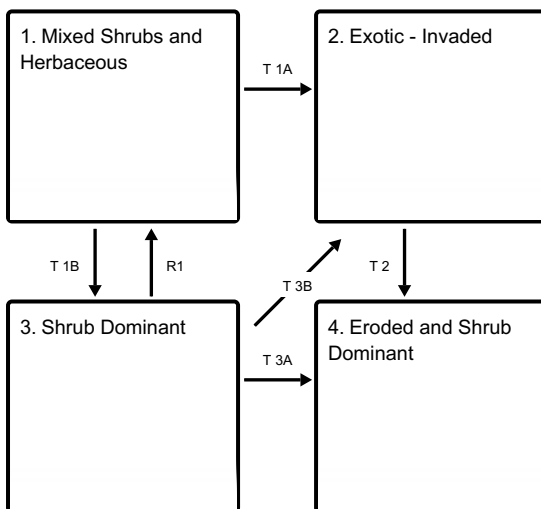 1. Mixed Shrubs and
Herbaceous
T 1A
2. Exotic - Invaded
T 1B
R1
T 3B
T 2
3. Shrub Dominant
T 3A
4. Eroded and Shrub
Dominant